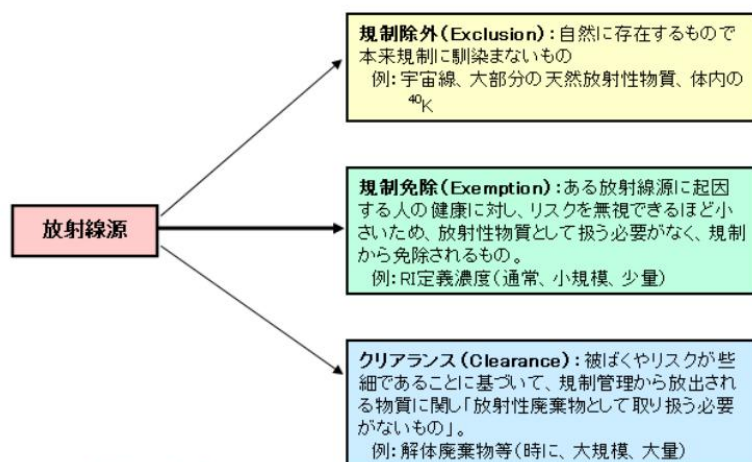 規制除外(Exclusion):自然に存在するもので
本来規制に馴染まないもの
例:宇宙線、大部分の天然放射性物質、体内の
⁴⁰K
放射線源
規制免除(Exemption):ある放射線源に起因
する人の健康に対し、リスクを無視できるほど小
さいため、放射性物質として扱う必要がなく、規制
から免除されるもの。
例:RI定義濃度(通常、小規模、少量)
クリアランス(Clearance):被ばくやリスクが些
細であることに基づいて、規制管理から放出され
る物質に関し「放射性廃棄物として取り扱う必要
がないもの」。
例:解体廃棄物等(時に、大規模、大量)